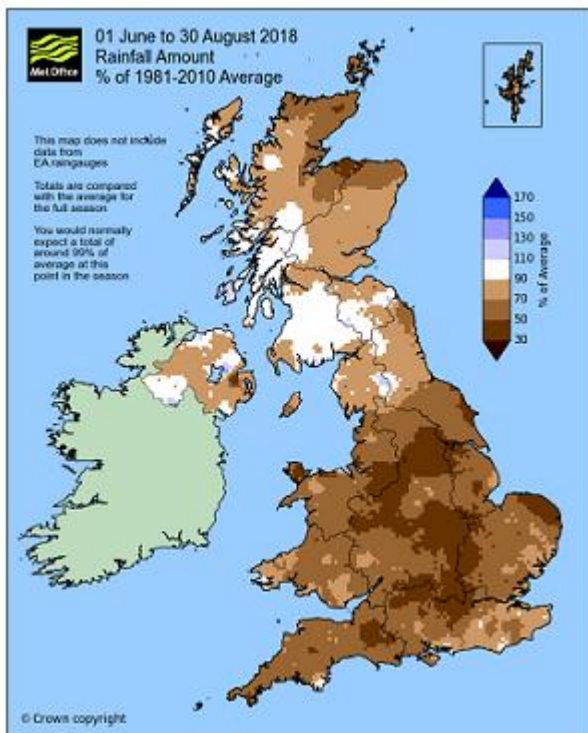 Met Office
01 June to 30 August 2018
Rainfall Amount
% of 1981-2010 Average
This map does not include
data from
EA raingauges
Totals are compared
with the average for
the full season
You would normally
expect a total of
around 99% of
average at this
point in the season
170
150
130
110
90
70
50
30
% of Average
© Crown copyright